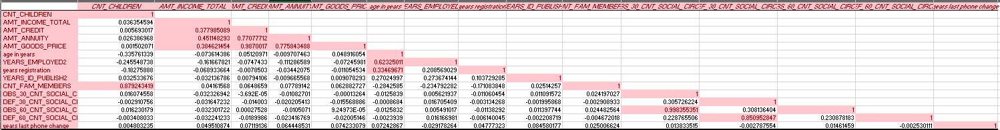 CNT_CHILDREN AMT_INCOME_TOTAL AMT_CREDI AMT_ANNUIT AMT_GOODS_PRIC age in years EARS_EMPLOYE years registration EARS_ID_PUBLISH CNT_FAM_MEMBER S_30_CNT_SOCIAL_CIRC F_30_CNT_SOCIAL_CIRC S_60_CNT_SOCIAL_CIRC F_60_CNT_SOCIAL_CIRC years last phone change
CNT_CHILDREN 1
AMT_INCOME_TOTAL 0.036354594 1
AMT_CREDIT 0.005693017 0.377985089 1
AMT_ANNUITY 0.026386968 0.451148293 0.77077712 1
AMT_GOODS_PRICE 0.001502071 0.384621454 0.9870017 0.775843488 1
age in years -0.335761339 -0.073614386 0.05120971 -0.009707463 0.048916054 1
YEARS_EMPLOYED2 -0.245548738 -0.161667821 -0.0747433 -0.111286589 -0.07245981 0.62325011 1
years registration -0.18275888 -0.068933664 -0.0078503 -0.03442075 -0.011054534 0.33469671 0.208569029 1
YEARS_ID_PUBLISH2 0.032533676 -0.032136786 0.00794106 -0.009665568 0.009078293 0.27024997 0.273674144 0.103729285 1
CNT_FAM_MEMBERS 0.879243419 0.04161568 0.0648659 0.07789142 0.062882727 -0.2842585 -0.234792282 -0.171083848 0.02514257 1
OBS_30_CNT_SOCIAL_C 0.016074558 -0.032326942 -3.692E-05 -0.01082701 -0.00013264 -0.0125839 0.005621937 -0.011060454 0.011091572 0.024197027 1
DEF_30_CNT_SOCIAL_CI -0.002910756 -0.031647232 -0.014003 -0.020205413 -0.015568886 -0.0008684 0.016705409 -0.003134268 -0.001995868 -0.002908933 0.305726224 1
OBS_60_CNT_SOCIAL_C 0.016230179 -0.032301722 0.00027528 -0.0105071 9.24973E-05 -0.0125832 0.005491017 -0.01138292 0.011397374 0.024482564 0.998355351 0.308136404 1
DEF_60_CNT_SOCIAL_CI -0.003408033 -0.032241233 -0.0189986 -0.023416769 -0.02005146 -0.0023939 0.016166981 -0.006140045 -0.002208719 -0.004672018 0.228765506 0.850952847 0.230878183 1
years last phone change 0.004803235 0.049510874 0.07119136 0.064448531 0.074233079 0.07242867 -0.029178264 0.04777323 0.084580177 0.025006624 0.013833515 -0.002787554 0.01461459 -0.002530111 1